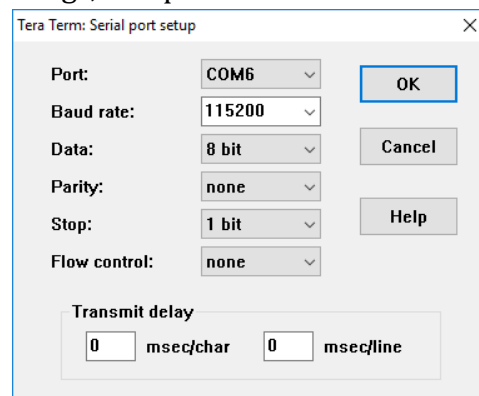 Tera Term: Serial port setup
Port: COM6 OK
Baud rate: 115200
Data: 8 bit Cancel
Parity: none
Stop: 1 bit Help
Flow control: none
Transmit delay
0 msec/char 0 msec/line